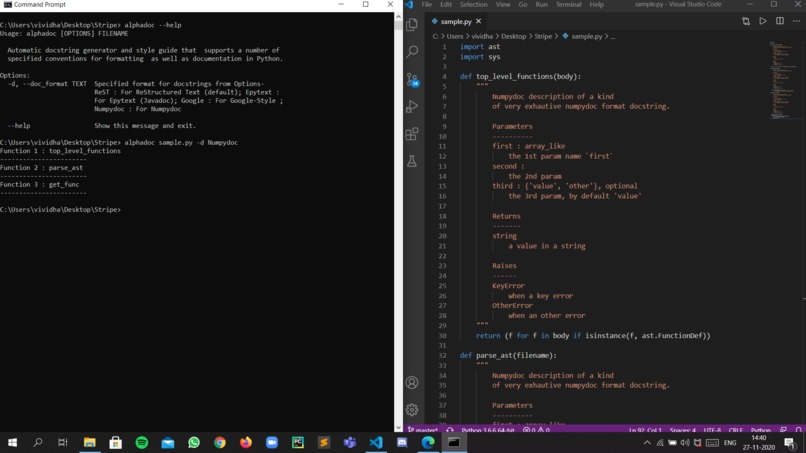 Command Prompt
C:\Users\vividha\Desktop\Stripe> alphadoc --help
Usage: alphadoc [OPTIONS] FILENAME
Automatic docstring generator and style guide that  supports a number of
specified conventions for formatting  as well as documentation in Python.
Options:
-d, --doc_format TEXT  Specified format for docstrings from Options-
ReST : For ReStructured Text (default); Epytext :
For Epytext (Javadoc); Google : For Google-Style ;
Numpydoc : For Numpydoc
--help                 Show this message and exit.
C:\Users\vividha\Desktop\Stripe> alphadoc sample.py -d Numpydoc
Function 1 : top_level_functions
-----------------------
Function 2 : parse_ast
-----------------------
Function 3 : get_func
-----------------------
C:\Users\vividha\Desktop\Stripe>
File Edit Selection View Go Run Terminal Help sample.py - Visual Studio Code
sample.py
C: > Users > vividha > Desktop > Stripe > sample.py > ...
1 import ast
2 import sys
3
4 def top_level_functions(body):
5 """
6 Numpydoc description of a kind
7 of very exhautive numpydoc format docstring.
8
9 Parameters
10 ----------
11 first : array_like
12 the 1st param name `first`
13 second :
14 the 2nd param
15 third : {'value', 'other'}, optional
16 the 3rd param, by default 'value'
17
18 Returns
19 -------
20 string
21 a value in a string
22
23 Raises
24 ------
25 KeyError
26 when a key error
27 OtherError
28 when an other error
29 """
30 return (f for f in body if isinstance(f, ast.FunctionDef))
31
32 def parse_ast(filename):
33 """
34 Numpydoc description of a kind
35 of very exhautive numpydoc format docstring.
36
37 Parameters
38 ----------
first : array_like
master* Python 3.6.6 64-bit 0 0 Ln 92, Col 1 Spaces: 4 UTF-8 CRLF Python
ENG 14:40
27-11-2020